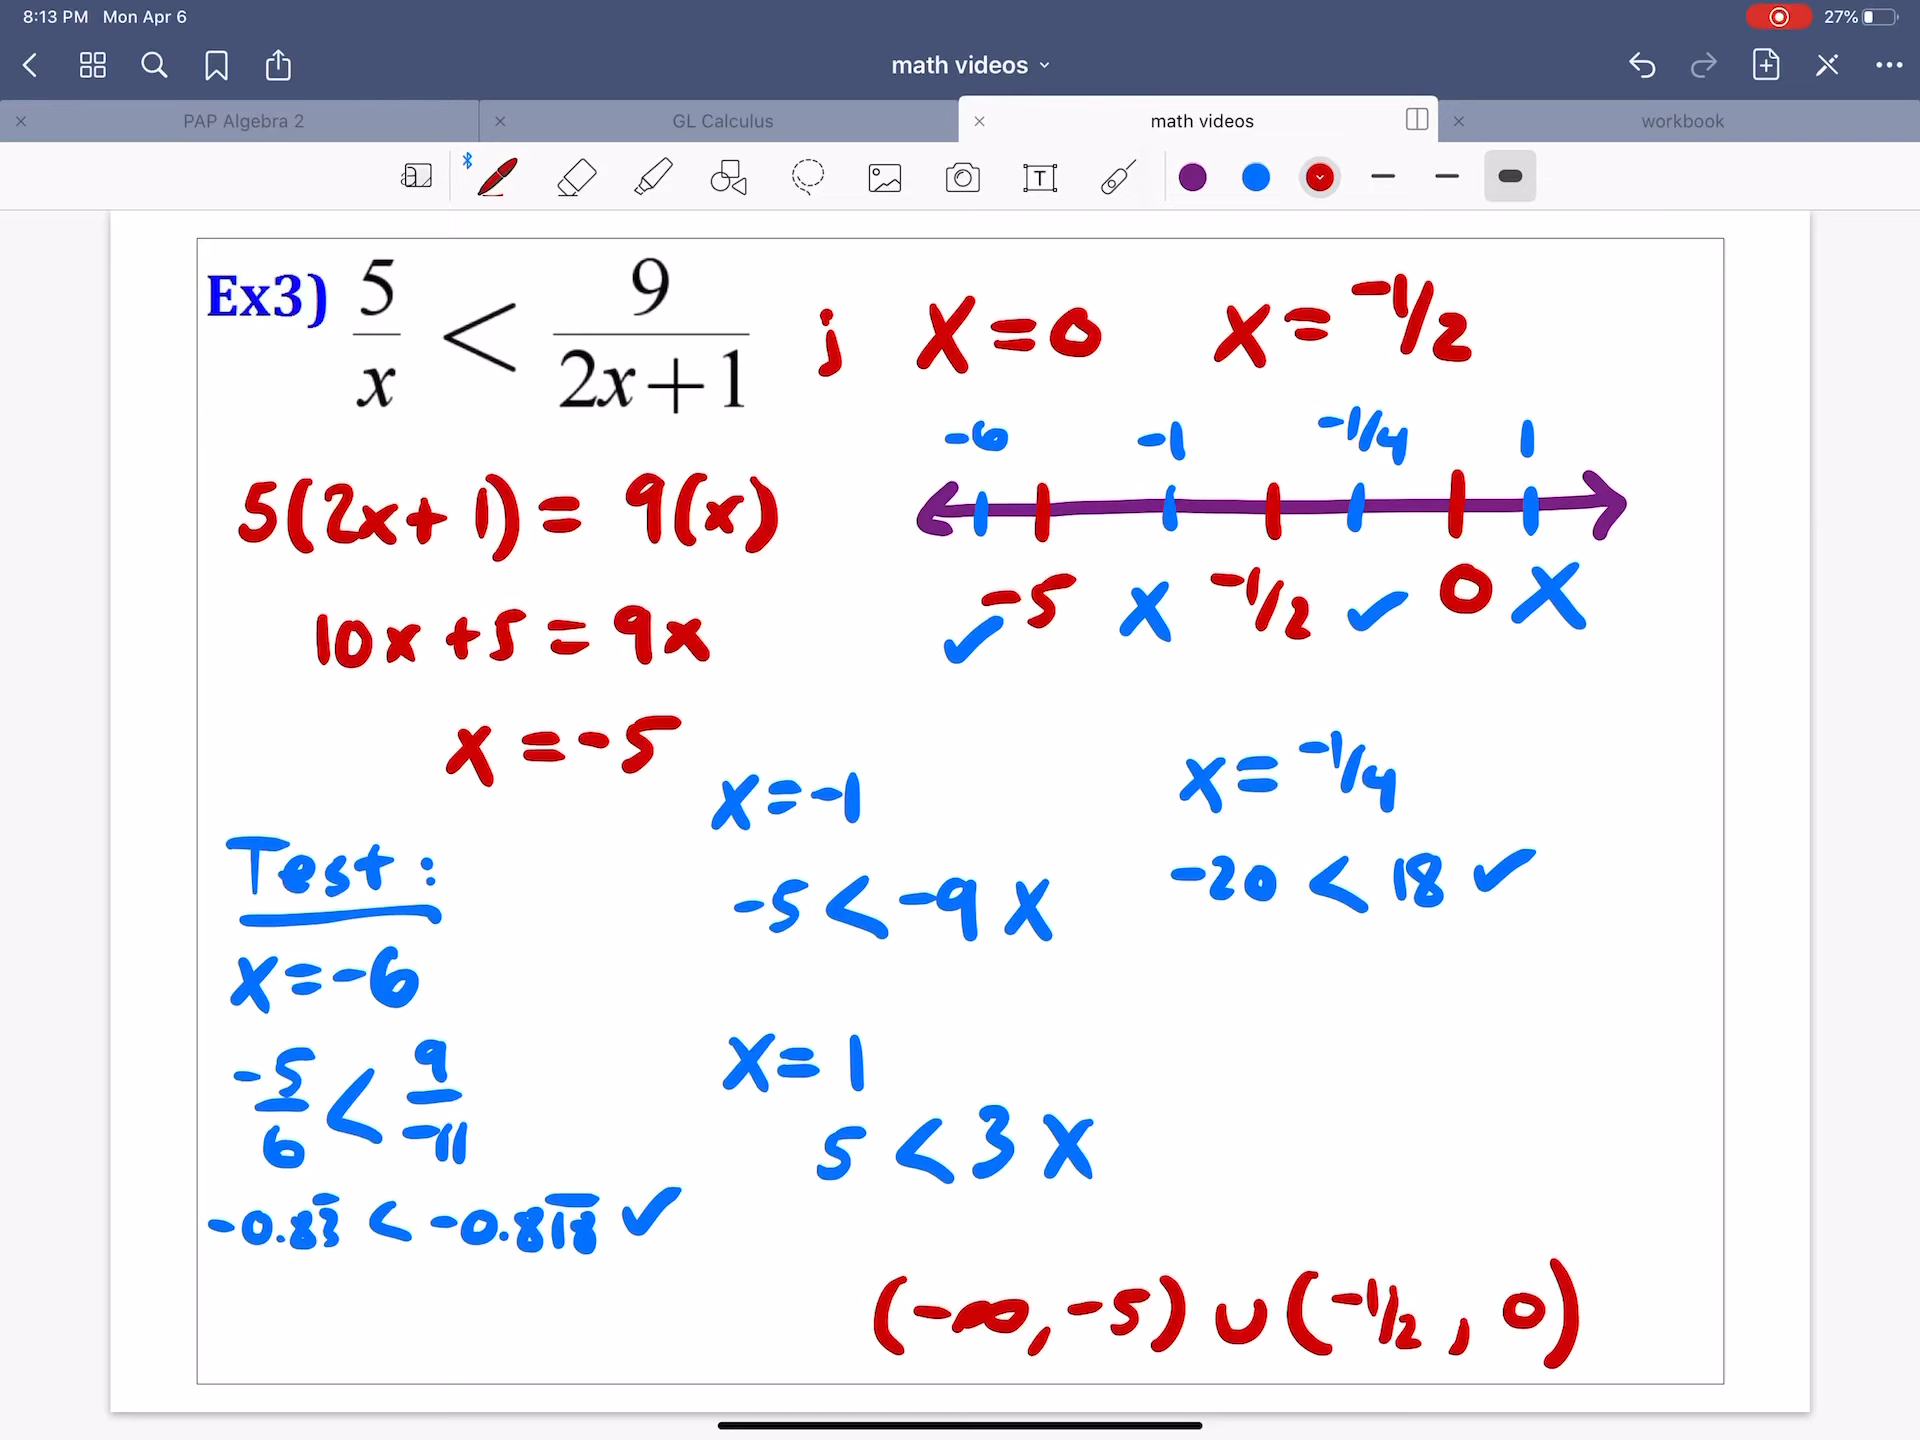 8:13 PM Mon Apr 6 27%
math videos
PAP Algebra 2 GL Calculus math videos workbook
T
Ex3) 5/x < 9/(2x+1) ; x=0 x=-1/2
-6 -1 -1/4 1
5(2x+1) = 9(x)
-5 ✓ X -1/2 ✓ 0 X
10x+5 = 9x
x = -5
x=-1
-5 < -9 X
x = -1/4
-20 < 18 ✓
Test:
x=-6
-5/6 < 9/-11
-0.83̅ < -0.81̅8̅ ✓
x = 1
5 < 3 X
(-∞, -5) ∪ (-1/2, 0)